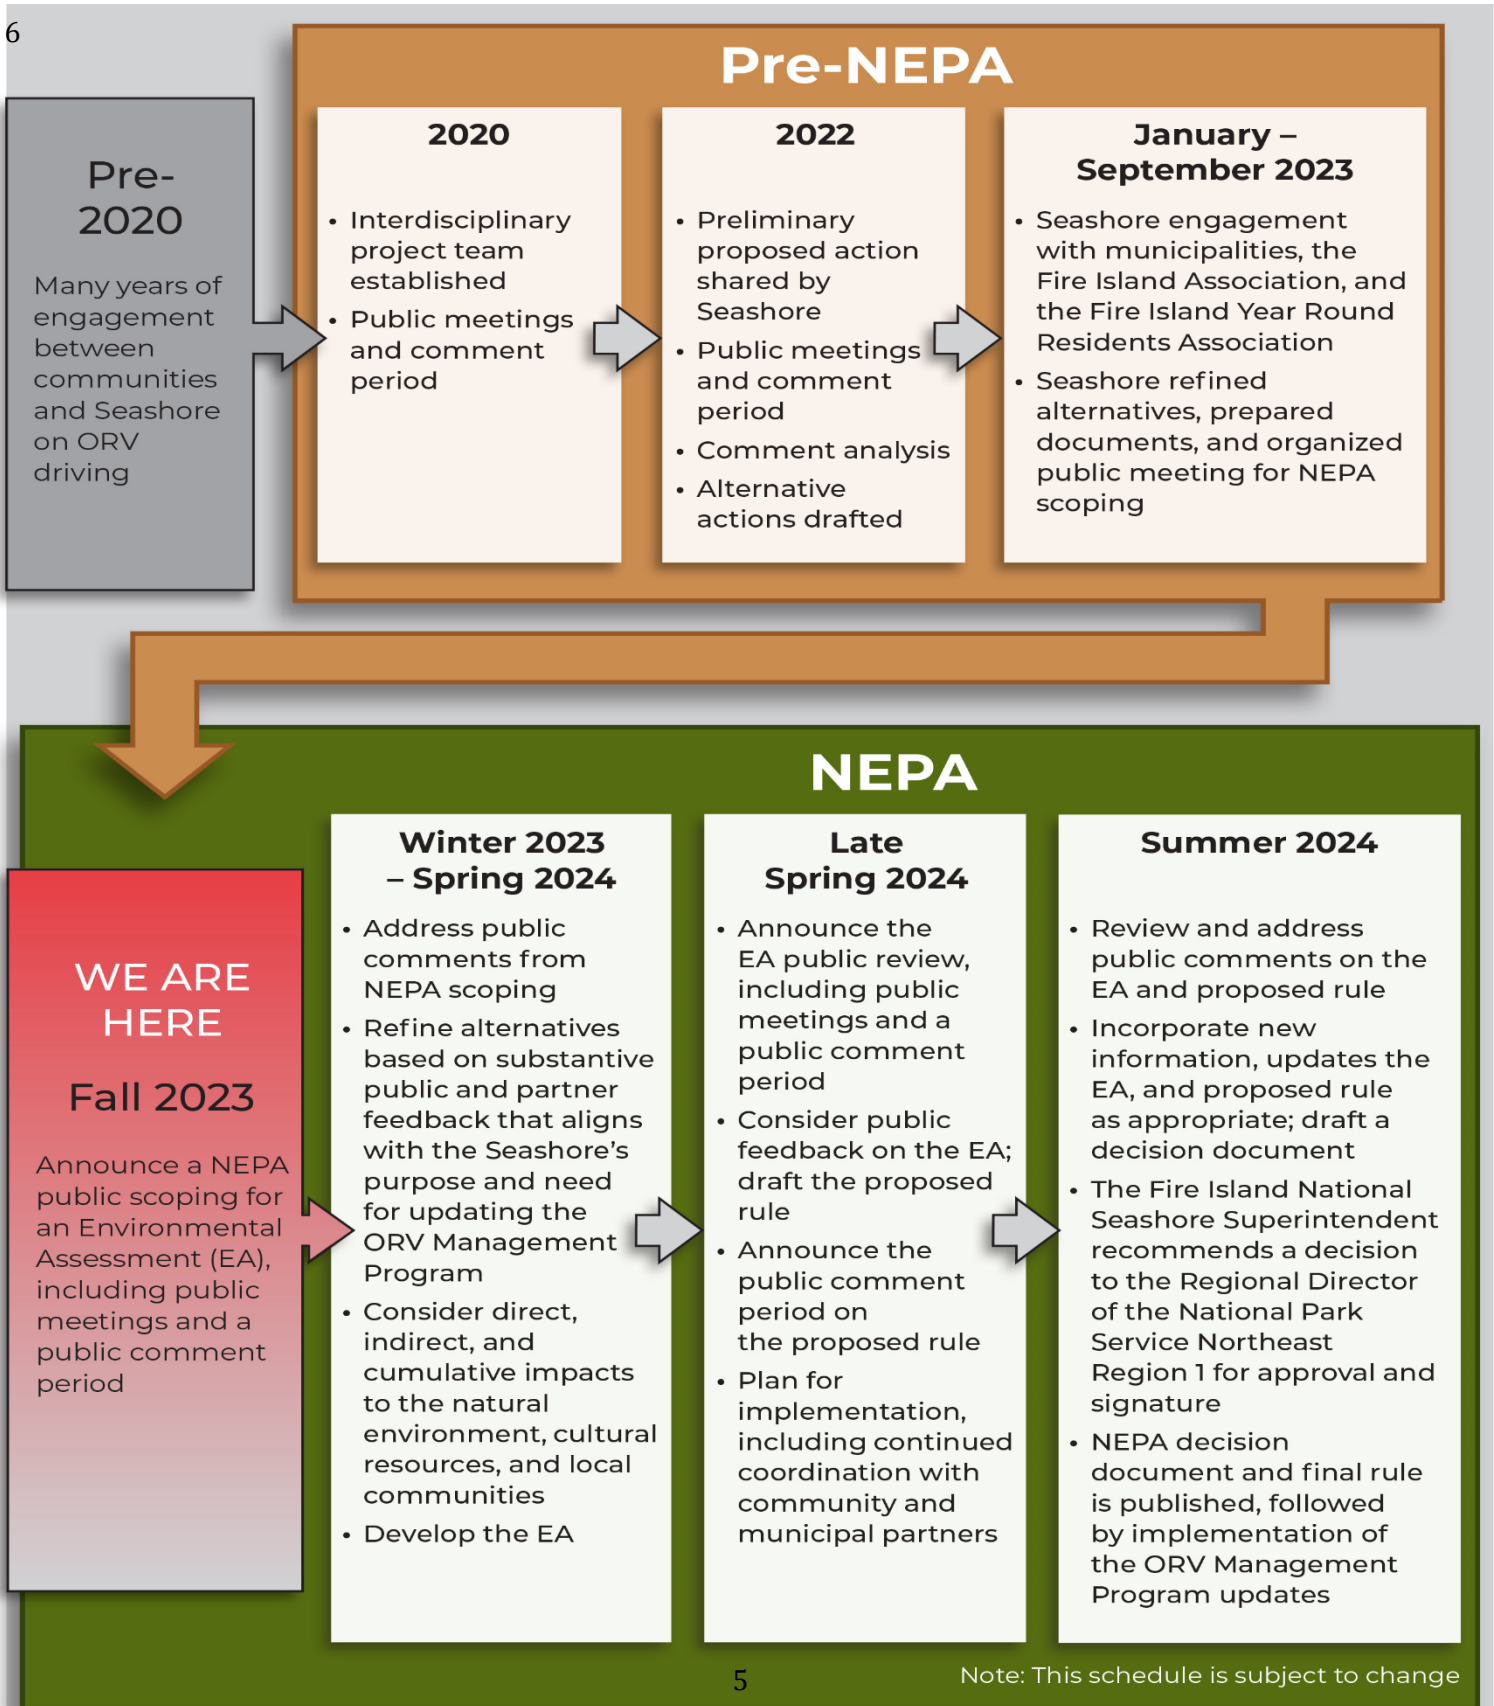 6
Pre-NEPA
Pre-
2020
Many years of
engagement
between
communities
and Seashore
on ORV
driving
2020
• Interdisciplinary
project team
established
• Public meetings
and comment
period
2022
• Preliminary
proposed action
shared by
Seashore
• Public meetings
and comment
period
• Comment analysis
• Alternative
actions drafted
January –
September 2023
• Seashore engagement
with municipalities, the
Fire Island Association, and
the Fire Island Year Round
Residents Association
• Seashore refined
alternatives, prepared
documents, and organized
public meeting for NEPA
scoping
NEPA
WE ARE
HERE
Fall 2023
Announce a NEPA
public scoping for
an Environmental
Assessment (EA),
including public
meetings and a
public comment
period
Winter 2023
– Spring 2024
• Address public
comments from
NEPA scoping
• Refine alternatives
based on substantive
public and partner
feedback that aligns
with the Seashore's
purpose and need
for updating the
ORV Management
Program
• Consider direct,
indirect, and
cumulative impacts
to the natural
environment, cultural
resources, and local
communities
• Develop the EA
Late
Spring 2024
• Announce the
EA public review,
including public
meetings and a
public comment
period
• Consider public
feedback on the EA;
draft the proposed
rule
• Announce the
public comment
period on
the proposed rule
• Plan for
implementation,
including continued
coordination with
community and
municipal partners
Summer 2024
• Review and address
public comments on the
EA and proposed rule
• Incorporate new
information, updates the
EA, and proposed rule
as appropriate; draft a
decision document
• The Fire Island National
Seashore Superintendent
recommends a decision
to the Regional Director
of the National Park
Service Northeast
Region 1 for approval and
signature
• NEPA decision
document and final rule
is published, followed
by implementation of
the ORV Management
Program updates
5
Note: This schedule is subject to change